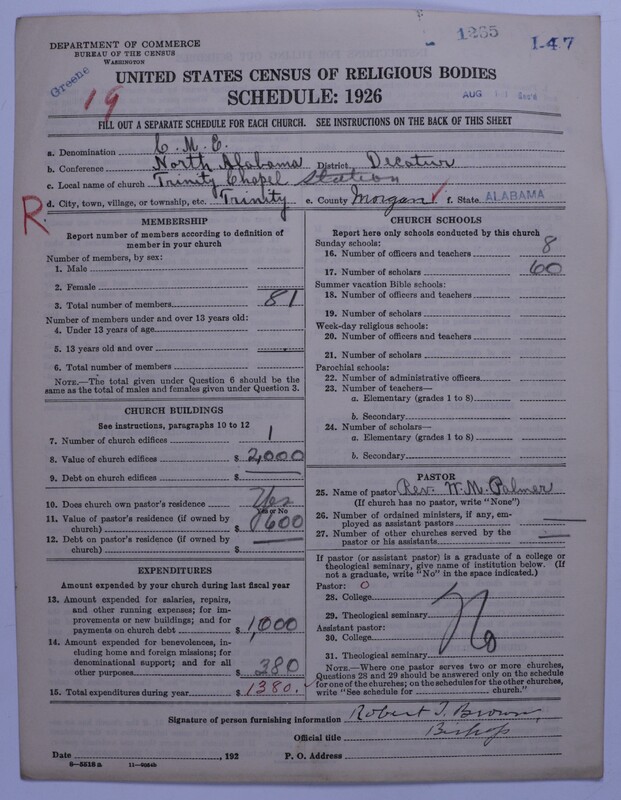 DEPARTMENT OF COMMERCE
BUREAU OF THE CENSUS
WASHINGTON
1265
I-47
Greene
19
UNITED STATES CENSUS OF RELIGIOUS BODIES
SCHEDULE: 1926
AUG
FILL OUT A SEPARATE SCHEDULE FOR EACH CHURCH. SEE INSTRUCTIONS ON THE BACK OF THIS SHEET
a. Denomination C. M. E.
b. Conference North Alabama District Decatur
c. Local name of church Trinity Chapel Station
d. City, town, village, or township, etc. Trinity e. County Morgan f. State ALABAMA
R
MEMBERSHIP
Report number of members according to definition of
member in your church
Number of members, by sex:
1. Male
2. Female
3. Total number of members 81
Number of members under and over 13 years old:
4. Under 13 years of age
5. 13 years old and over
6. Total number of members
NOTE.—The total given under Question 6 should be
same as the total of males and females given under Question 3.
CHURCH BUILDINGS
See instructions, paragraphs 10 to 12
7. Number of church edifices 1
8. Value of church edifices $ 2,000
9. Debt on church edifices $
10. Does church own pastor's residence? Yes
Yes or No
11. Value of pastor's residence (if owned by
church) $ 600
12. Debt on pastor's residence (if owned by
church) $
EXPENDITURES
Amount expended by your church during last fiscal year
13. Amount expended for salaries, repairs,
and other running expenses; for im-
provements or new buildings; and for
payments on church debt $ 1,000
14. Amount expended for benevolences, in-
cluding home and foreign missions; for
denominational support; and for all
other purposes $ 380
15. Total expenditures during year $ 1380.
CHURCH SCHOOLS
Report here only schools conducted by this church
Sunday schools:
16. Number of officers and teachers 8
17. Number of scholars 60
Summer vacation Bible schools:
18. Number of officers and teachers
19. Number of scholars
Week-day religious schools:
20. Number of officers and teachers
21. Number of scholars
Parochial schools:
22. Number of administrative officers
23. Number of teachers—
a. Elementary (grades 1 to 8)
b. Secondary
24. Number of scholars—
a. Elementary (grades 1 to 8)
b. Secondary
PASTOR
25. Name of pastor Rev. W. M. Palmer
(If church has no pastor, write "None")
26. Number of ordained ministers, if any, em-
ployed as assistant pastors
27. Number of other churches served by the
pastor or his assistants
If pastor (or assistant pastor) is a graduate of a college or
theological seminary, give name of institution below. (If
not a graduate, write "No" in the space indicated.)
Pastor: 0
28. College
29. Theological seminary No
Assistant pastor:
30. College
31. Theological seminary
NOTE.—Where one pastor serves two or more churches,
Questions 28 and 29 should be answered only on the schedule
for one of the churches; on the schedules for the other churches,
write "See schedule for church."
Signature of person furnishing information Robert T. Brown
Official title Bishop
Date , 192 P. O. Address
8—5518a